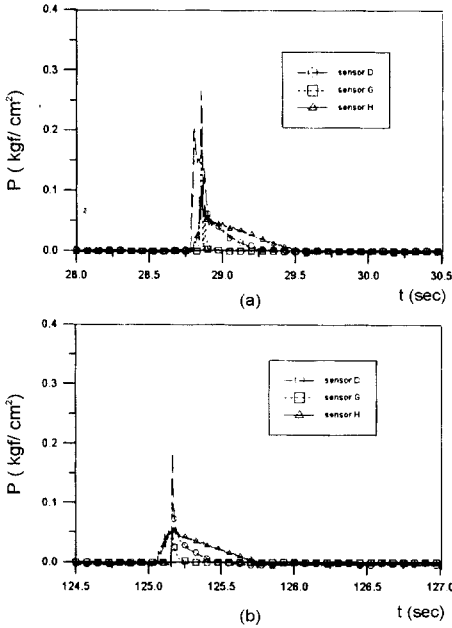 0.4
0.3
0.2
0.1
0.0
P ( kgf/ cm²)
sensor D
sensor G
sensor H
28.0 28.5 29.0 29.5 30.0 30.5
(a) t (sec)
0.4
0.3
0.2
0.1
0.0
P ( kgf/ cm²)
sensor D
sensor G
sensor H
124.5 125.0 125.5 126.0 126.5 127.0
(b) t (sec)